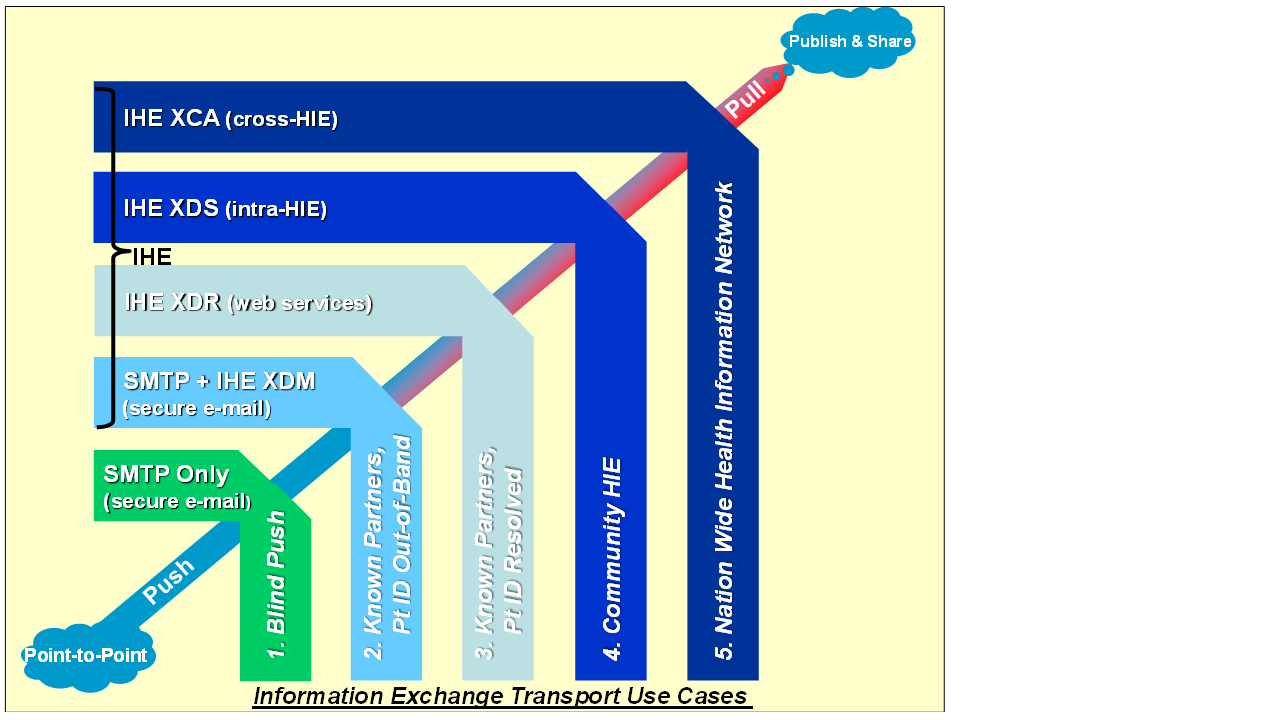 Publish & Share
Pull
IHE XCA (cross-HIE)
IHE XDS (intra-HIE)
IHE
IHE XDR (web services)
SMTP + IHE XDM
(secure e-mail)
SMTP Only
(secure e-mail)
Push
Point-to-Point
1. Blind Push
2. Known Partners,
Pt ID Out-of-Band
3. Known Partners,
Pt ID Resolved
4. Community HIE
5. Nation Wide Health Information Network
Information Exchange Transport Use Cases